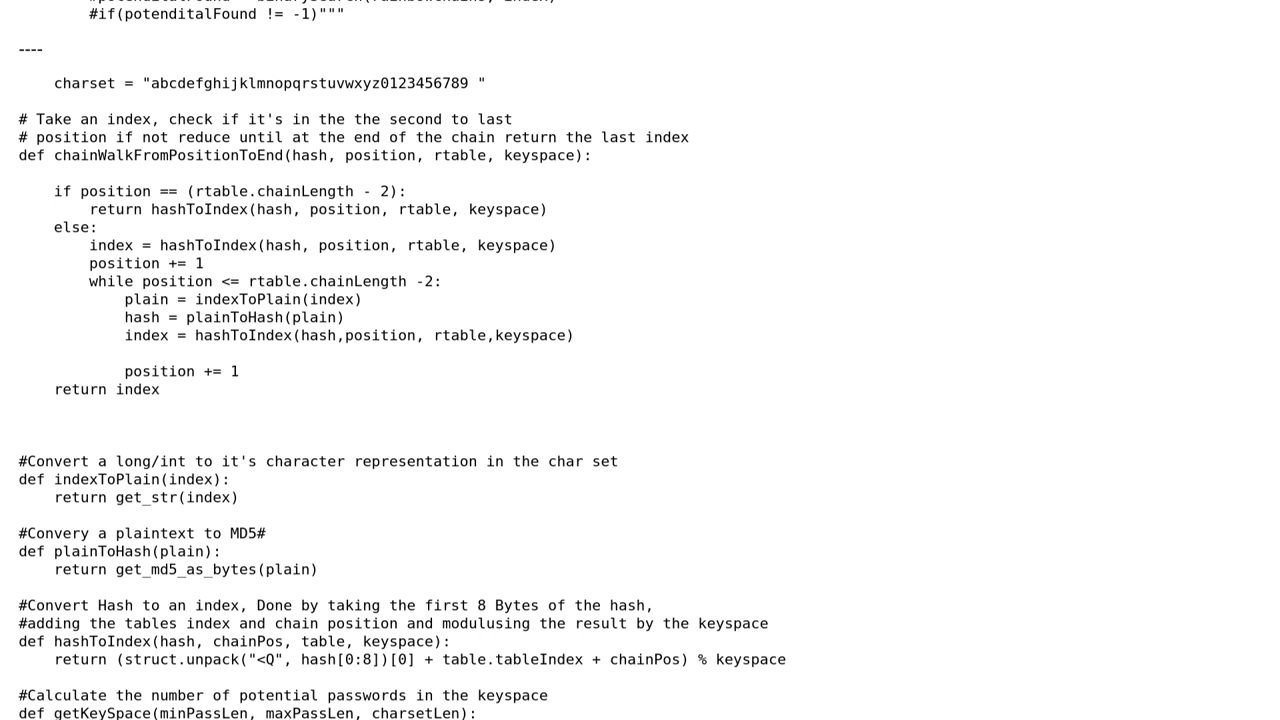 #if(potenditalFound != -1)"""
----
charset = "abcdefghijklmnopqrstuvwxyz0123456789 "
# Take an index, check if it's in the the second to last
# position if not reduce until at the end of the chain return the last index
def chainWalkFromPositionToEnd(hash, position, rtable, keyspace):
if position == (rtable.chainLength - 2):
return hashToIndex(hash, position, rtable, keyspace)
else:
index = hashToIndex(hash, position, rtable, keyspace)
position += 1
while position <= rtable.chainLength -2:
plain = indexToPlain(index)
hash = plainToHash(plain)
index = hashToIndex(hash,position, rtable,keyspace)
position += 1
return index
#Convert a long/int to it's character representation in the char set
def indexToPlain(index):
return get_str(index)
#Convery a plaintext to MD5#
def plainToHash(plain):
return get_md5_as_bytes(plain)
#Convert Hash to an index, Done by taking the first 8 Bytes of the hash,
#adding the tables index and chain position and modulusing the result by the keyspace
def hashToIndex(hash, chainPos, table, keyspace):
return (struct.unpack("<Q", hash[0:8])[0] + table.tableIndex + chainPos) % keyspace
#Calculate the number of potential passwords in the keyspace
def getKeySpace(minPassLen, maxPassLen, charsetLen):